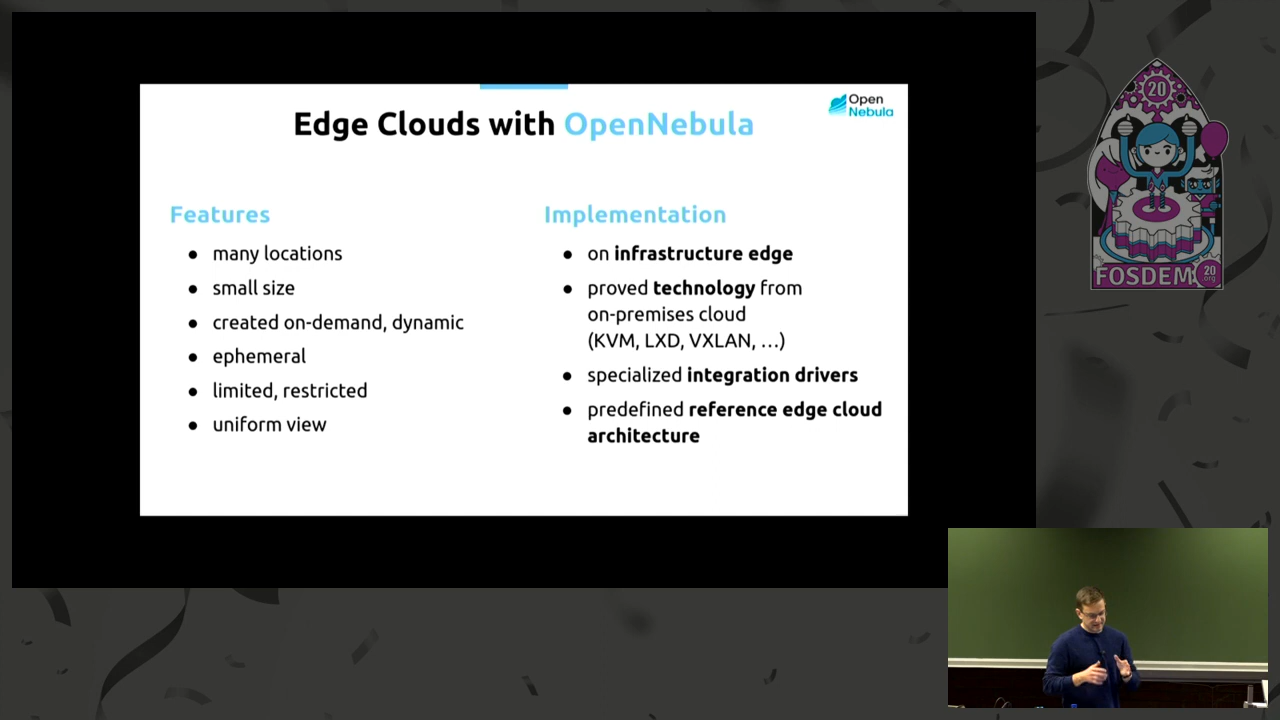 Edge Clouds with OpenNebula
Open
Nebula
Features
● many locations
● small size
● created on-demand, dynamic
● ephemeral
● limited, restricted
● uniform view
Implementation
● on infrastructure edge
● proved technology from
on-premises cloud
(KVM, LXD, VXLAN, …)
● specialized integration drivers
● predefined reference edge cloud
architecture
20
FOSDEM
20
.org